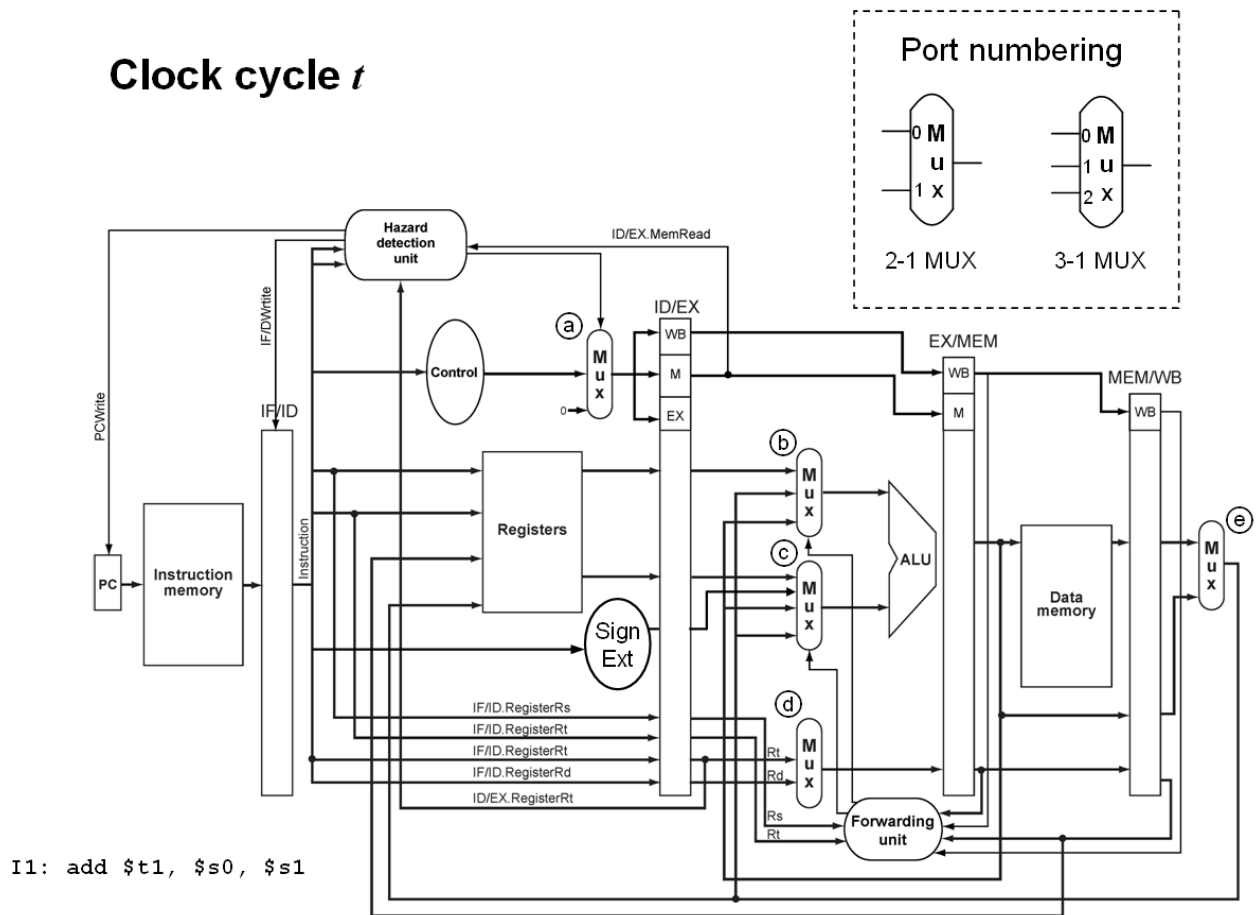 Clock cycle t
Port numbering
0 M
u
1 x
0 M
1 u
2 x
2-1 MUX
3-1 MUX
Hazard
detection
unit
ID/EX.MemRead
IF/DWrtite
PCWrite
a
ID/EX
WB
M
EX
M
u
x
0
Control
EX/MEM
WB
M
MEM/WB
WB
IF/ID
b
M
u
x
Registers
Instruction
PC
Instruction
memory
c
M
u
x
ALU
e
M
u
x
Data
memory
Sign
Ext
d
M
u
x
IF/ID.RegisterRs
IF/ID.RegisterRt
IF/ID.RegisterRt
IF/ID.RegisterRd
ID/EX.RegisterRt
Rt
Rd
Rs
Rt
Forwarding
unit
I1: add $t1, $s0, $s1